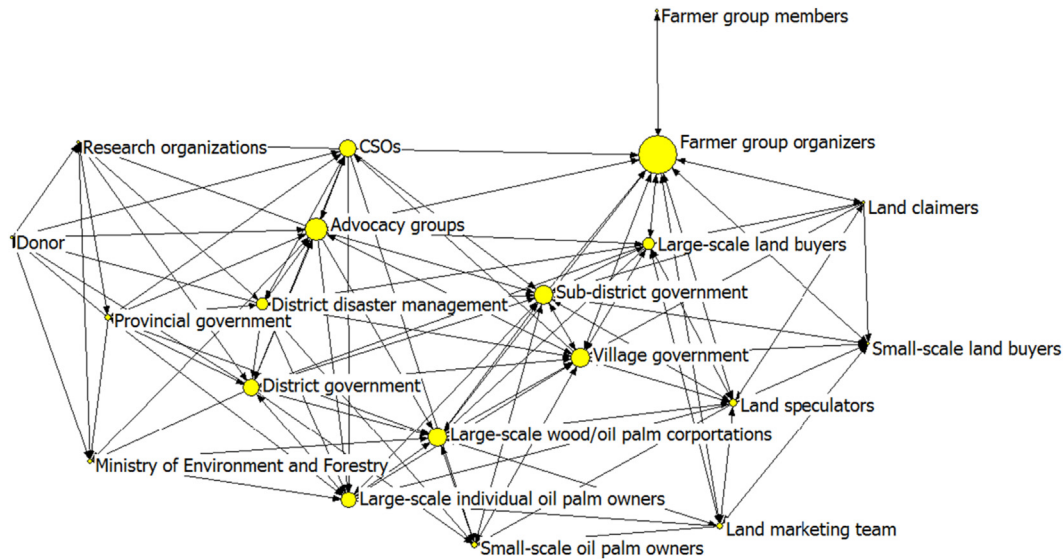 Farmer group members
Research organizations
CSOs
Farmer group organizers
Land claimers
Donor
Advocacy groups
Large-scale land buyers
Sub-district government
District disaster management
Provincial government
Village government
Small-scale land buyers
District government
Land speculators
Large-scale wood/oil palm corportations
Ministry of Environment and Forestry
Large-scale individual oil palm owners
Land marketing team
Small-scale oil palm owners